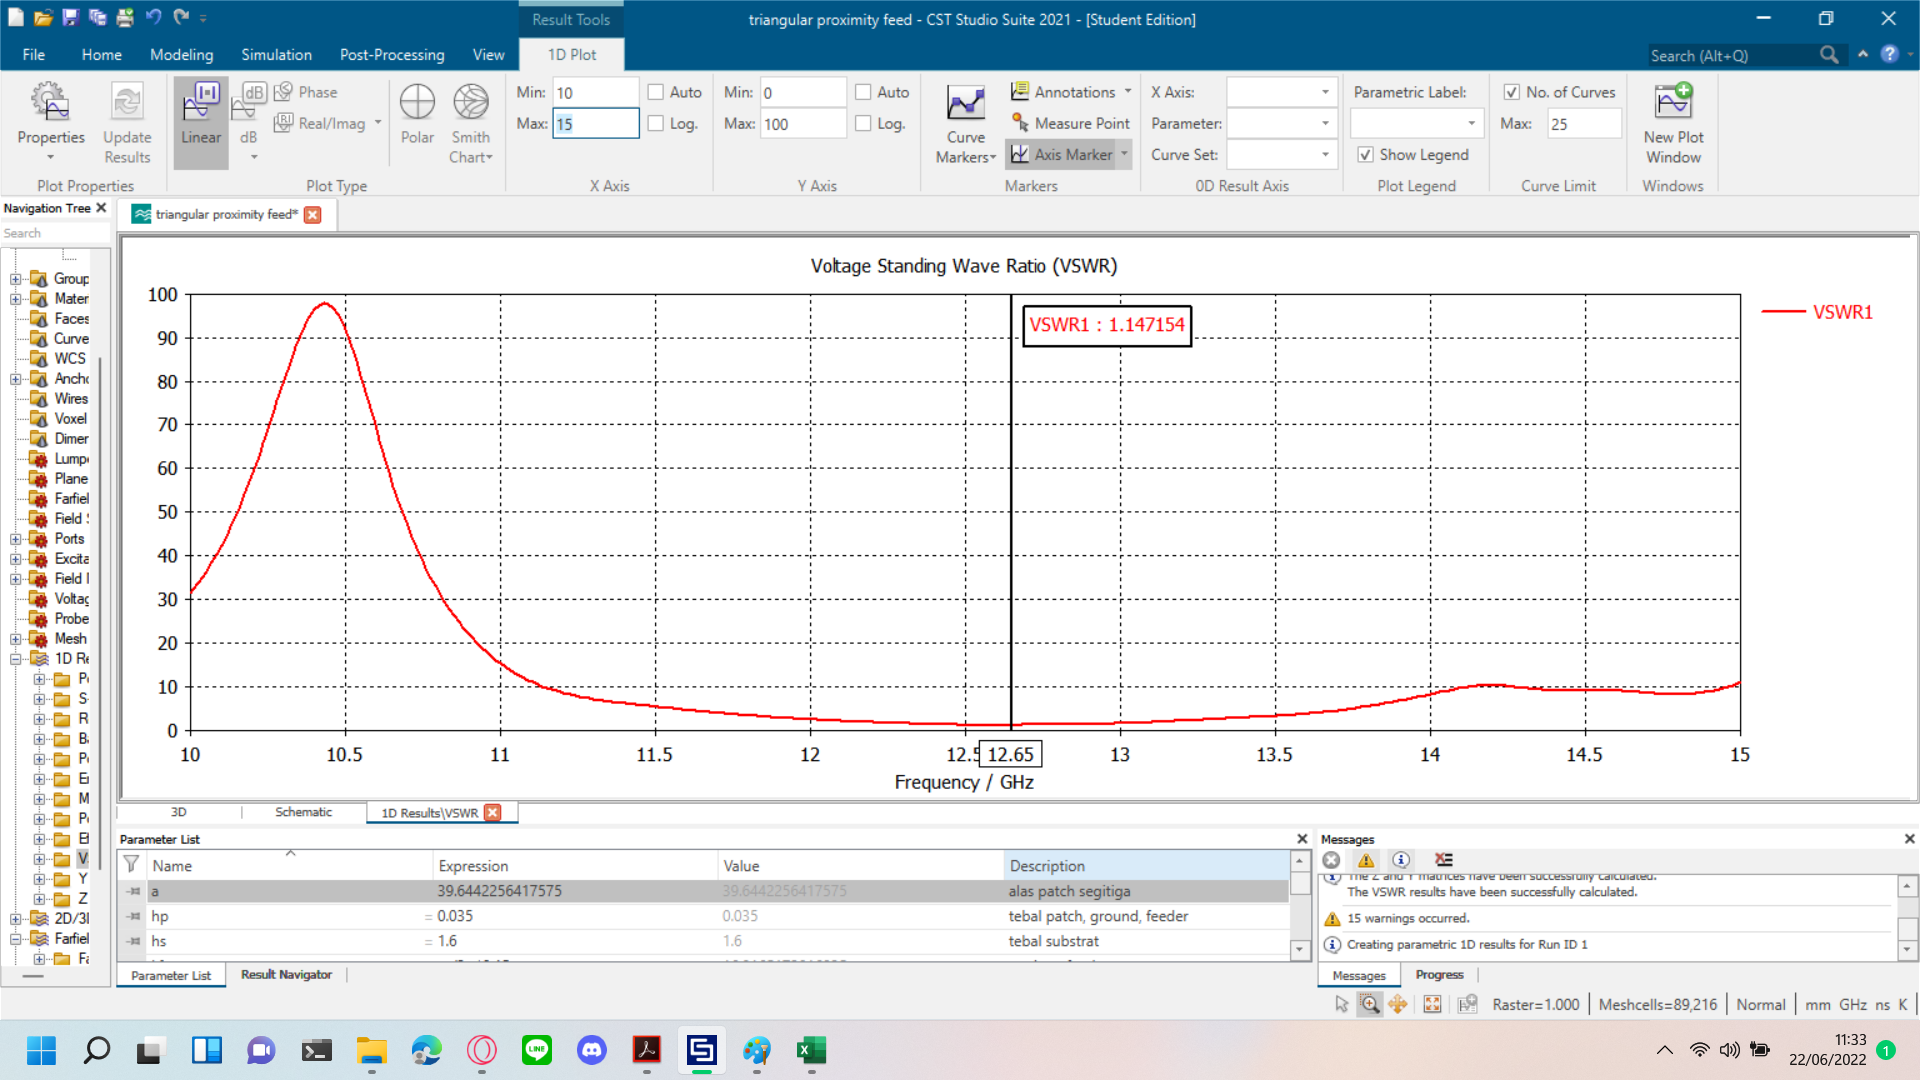 Result Tools
triangular proximity feed - CST Studio Suite 2021 - [Student Edition]
File Home Modeling Simulation Post-Processing View 1D Plot
Search (Alt+Q)
Properties
Update Results
Plot Properties
Linear
dB
Phase
Real/Imag
Polar
Smith Chart
Plot Type
Min: 10 Auto
Max: 15 Log.
X Axis
Min: 0 Auto
Max: 100 Log.
Y Axis
Curve Markers
Annotations
Measure Point
Axis Marker
Markers
X Axis:
Parameter:
Curve Set:
0D Result Axis
Parametric Label:
Show Legend
Plot Legend
No. of Curves
Max: 25
Curve Limit
New Plot Window
Windows
Navigation Tree
Search
triangular proximity feed*
Group
Mater
Faces
Curve
WCS
Ancho
Wires
Voxel
Dimen
Lumpe
Plane
Farfiel
Field
Ports
Excita
Field
Voltag
Probe
Mesh
1D Re
S
R
M
Y
Z
2D/3
Farfiel
Voltage Standing Wave Ratio (VSWR)
100
90
80
70
60
50
40
30
20
10
0
VSWR1 : 1.147154
VSWR1
10 10.5 11 11.5 12 12.5 12.65 13 13.5 14 14.5 15
Frequency / GHz
3D Schematic 1D Results\VSWR
Parameter List
Name Expression Value Description
a 39.6442256417575 39.6442256417575 alas patch segitiga
hp = 0.035 0.035 tebal patch, ground, feeder
hs = 1.6 1.6 tebal substrat
Parameter List Result Navigator
Messages
The Z and Y matrices have been successfully calculated.
The VSWR results have been successfully calculated.
15 warnings occurred.
Creating parametric 1D results for Run ID 1
Messages Progress
Raster=1.000 Meshcells=89,216 Normal mm GHz ns K
LINE
11:33
22/06/2022
1